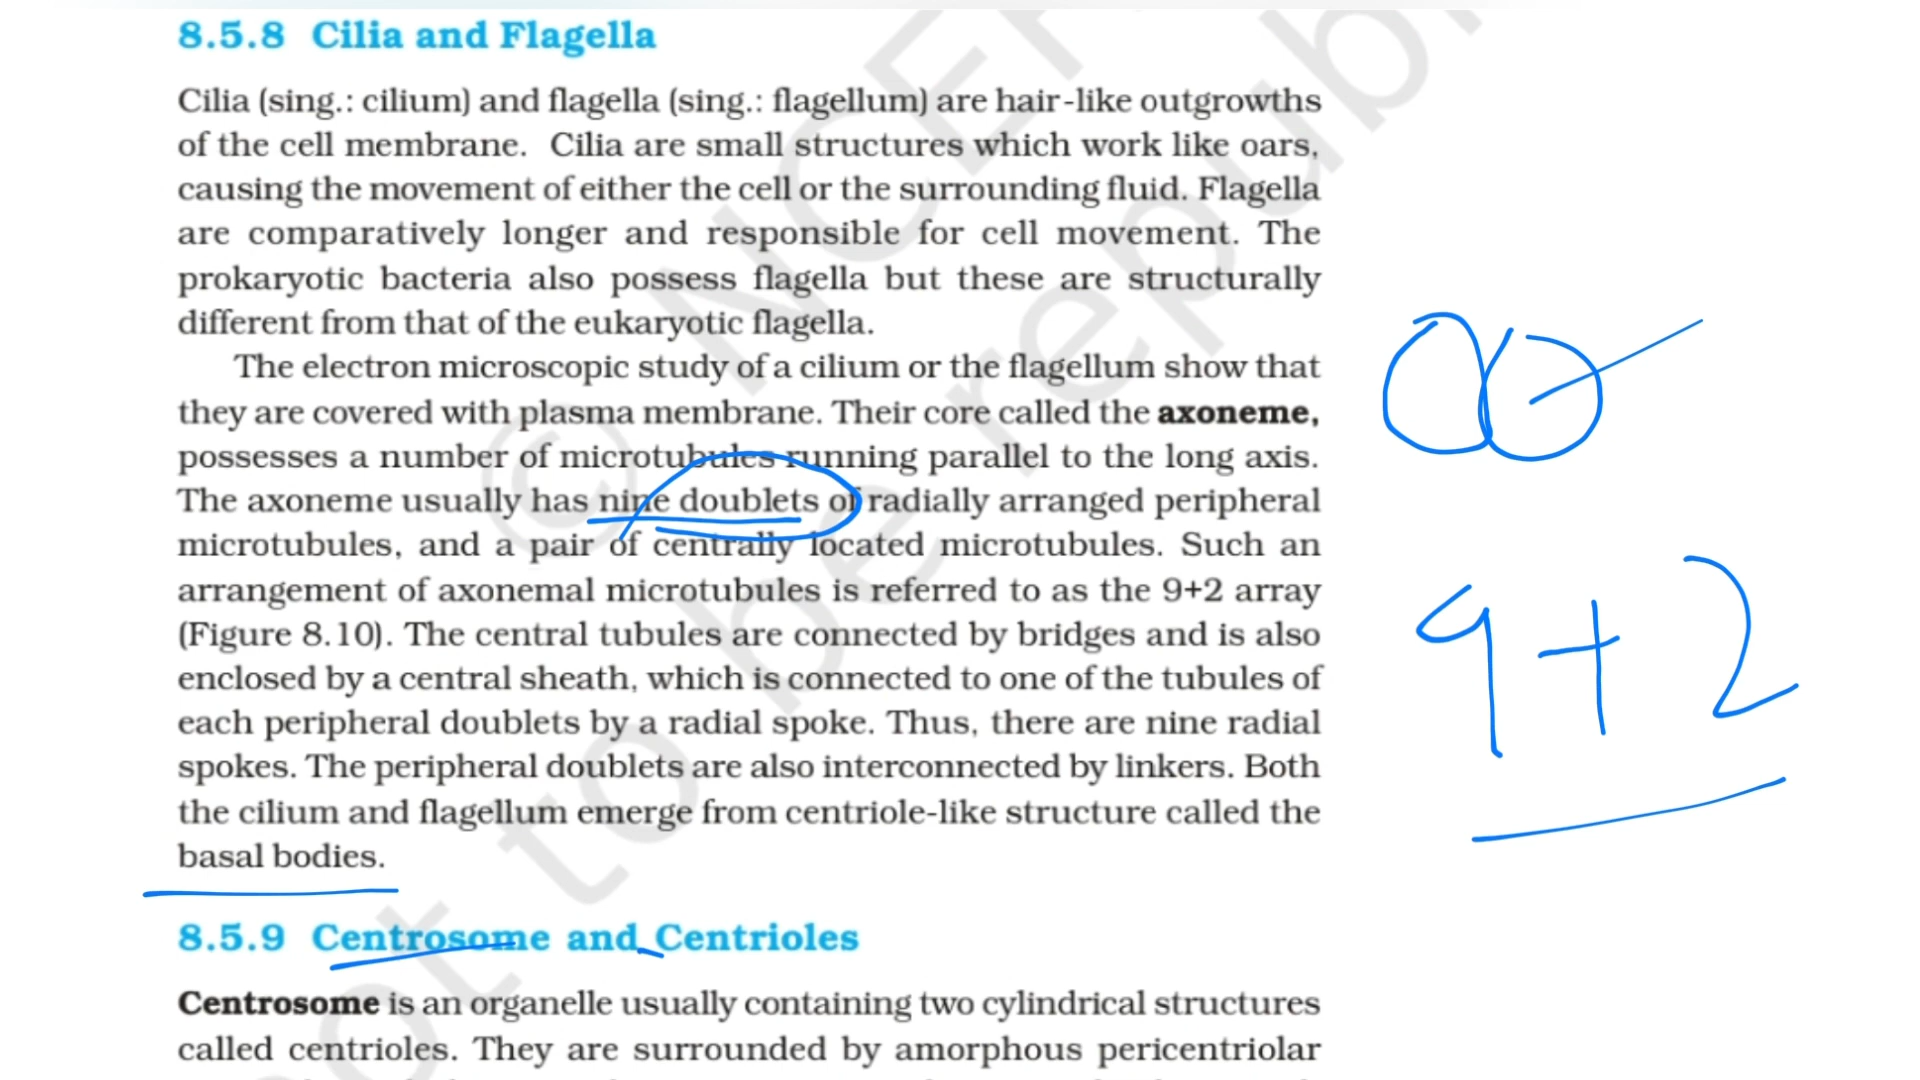 8.5.8 Cilia and Flagella
Cilia (sing.: cilium) and flagella (sing.: flagellum) are hair-like outgrowths
of the cell membrane. Cilia are small structures which work like oars,
causing the movement of either the cell or the surrounding fluid. Flagella
are comparatively longer and responsible for cell movement. The
prokaryotic bacteria also possess flagella but these are structurally
different from that of the eukaryotic flagella.
The electron microscopic study of a cilium or the flagellum show that
they are covered with plasma membrane. Their core called the axoneme,
possesses a number of microtubules running parallel to the long axis.
The axoneme usually has nine doublets of radially arranged peripheral
microtubules, and a pair of centrally located microtubules. Such an
arrangement of axonemal microtubules is referred to as the 9+2 array
(Figure 8.10). The central tubules are connected by bridges and is also
enclosed by a central sheath, which is connected to one of the tubules of
each peripheral doublets by a radial spoke. Thus, there are nine radial
spokes. The peripheral doublets are also interconnected by linkers. Both
the cilium and flagellum emerge from centriole-like structure called the
basal bodies.
9+2
8.5.9 Centrosome and Centrioles
Centrosome is an organelle usually containing two cylindrical structures
called centrioles. They are surrounded by amorphous pericentriolar